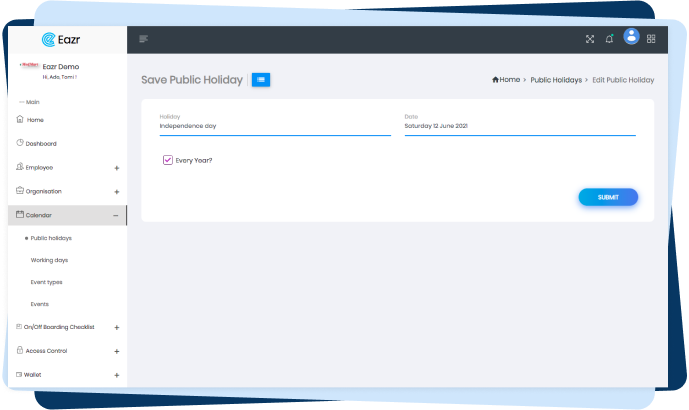 Eazr
Eazr Demo
Hi, Ada, Tomi !
Main
Home
Dashboard
Employee
Organisation
Calendar
Public holidays
Working days
Event types
Events
On/Off Boarding Checklist
Access Control
Wallet
Save Public Holiday
Home > Public Holidays > Edit Public Holiday
Holiday
Independence day
Date
Saturday 12 June 2021
Every Year?
SUBMIT